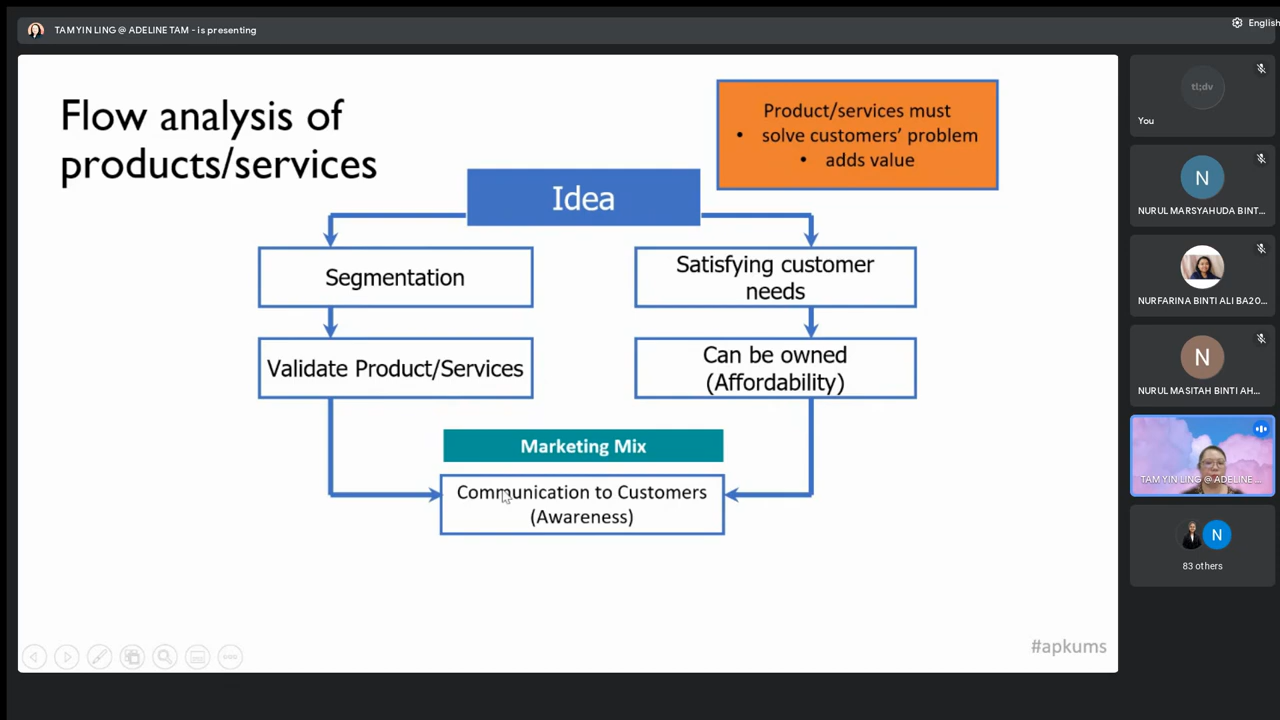 TAM YIN LING @ ADELINE TAM - is presenting
English
Flow analysis of
products/services
Product/services must
• solve customers’ problem
• adds value
Idea
Segmentation
Satisfying customer
needs
Validate Product/Services
Can be owned
(Affordability)
Marketing Mix
Communication to Customers
(Awareness)
#apkums
tl;dv
You
N
NURUL MARSYAHUDA BINT...
NURFARINA BINTI ALI BA20...
N
NURUL MASITAH BINTI AH...
TAM YIN LING @ ADELINE ...
N
83 others